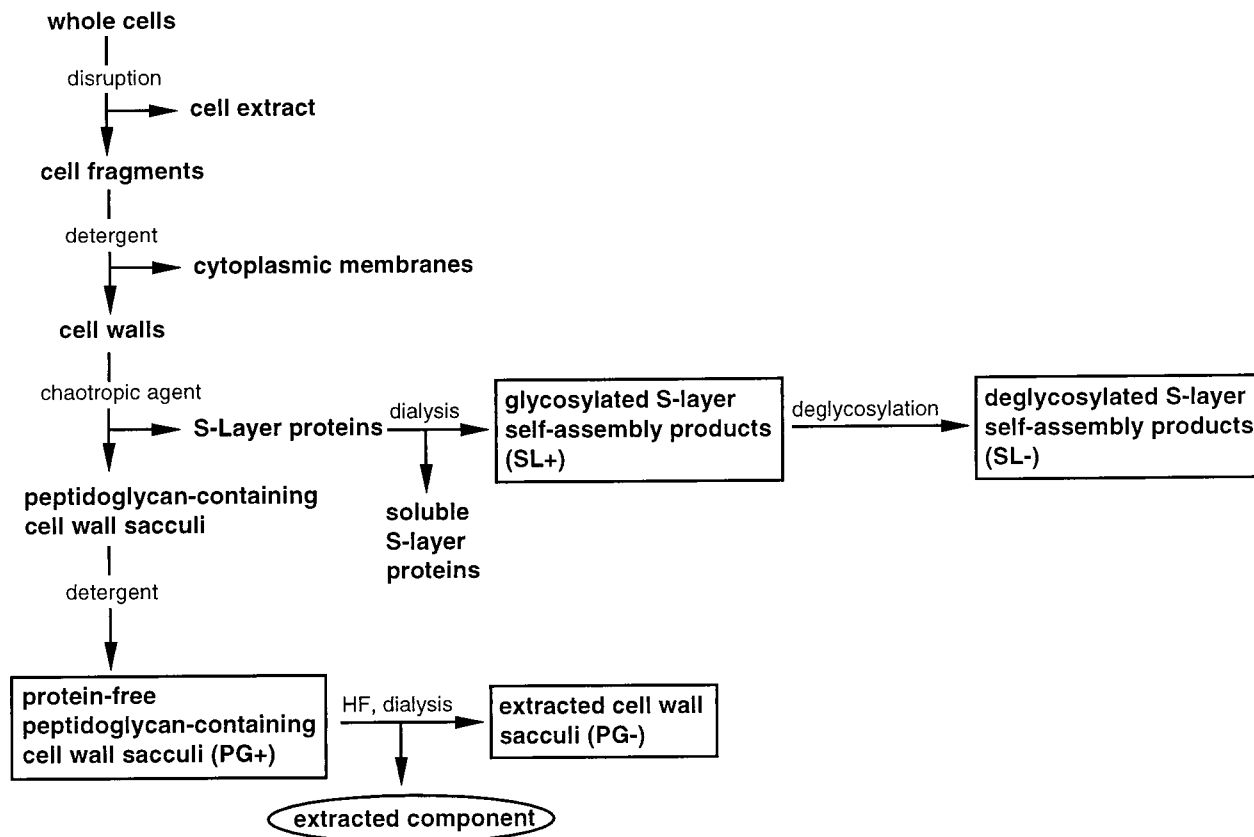 whole cells
disruption
cell extract
cell fragments
detergent
cytoplasmic membranes
cell walls
chaotropic agent
S-Layer proteins
dialysis
glycosylated S-layer
self-assembly products
(SL+)
deglycosylation
deglycosylated S-layer
self-assembly products
(SL-)
peptidoglycan-containing
cell wall sacculi
soluble
S-layer
proteins
detergent
protein-free
peptidoglycan-containing
cell wall sacculi (PG+)
HF, dialysis
extracted cell wall
sacculi (PG-)
extracted component